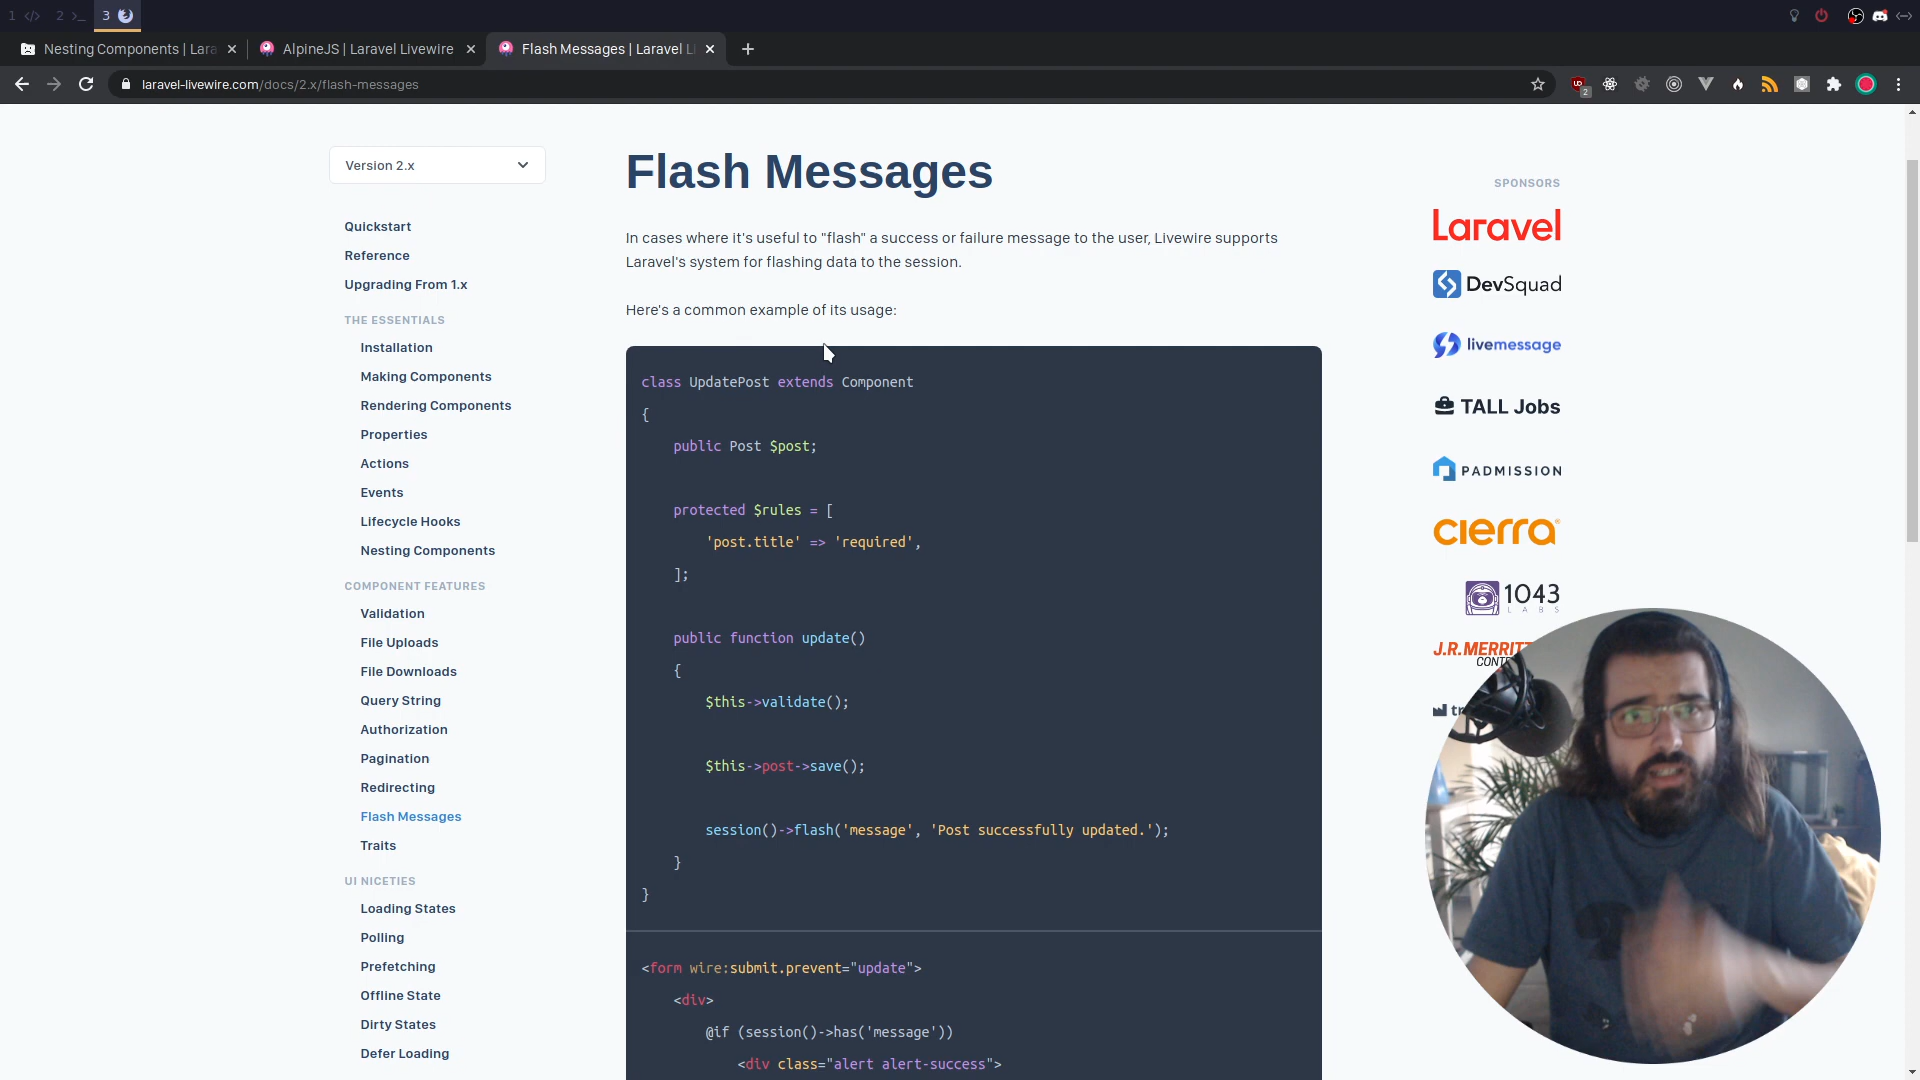 1
2
3
Nesting Components | Lara
AlpineJS | Laravel Livewire
Flash Messages | Laravel Li
laravel-livewire.com/docs/2.x/flash-messages
2
Version 2.x
Quickstart
Reference
Upgrading From 1.x
THE ESSENTIALS
Installation
Making Components
Rendering Components
Properties
Actions
Events
Lifecycle Hooks
Nesting Components
COMPONENT FEATURES
Validation
File Uploads
File Downloads
Query String
Authorization
Pagination
Redirecting
Flash Messages
Traits
UI NICETIES
Loading States
Polling
Prefetching
Offline State
Dirty States
Defer Loading
Flash Messages
In cases where it's useful to "flash" a success or failure message to the user, Livewire supports
Laravel's system for flashing data to the session.
Here's a common example of its usage:
class UpdatePost extends Component
{
public Post $post;
protected $rules = [
'post.title' => 'required',
];
public function update()
{
$this->validate();
$this->post->save();
session()->flash('message', 'Post successfully updated.');
}
}
<form wire:submit.prevent="update">
<div>
@if (session()->has('message'))
<div class="alert alert-success">
SPONSORS
Laravel
DevSquad
livemessage
TALL Jobs
PADMISSION
cierra
1043
LABS
J.R.MERRITT
CONT